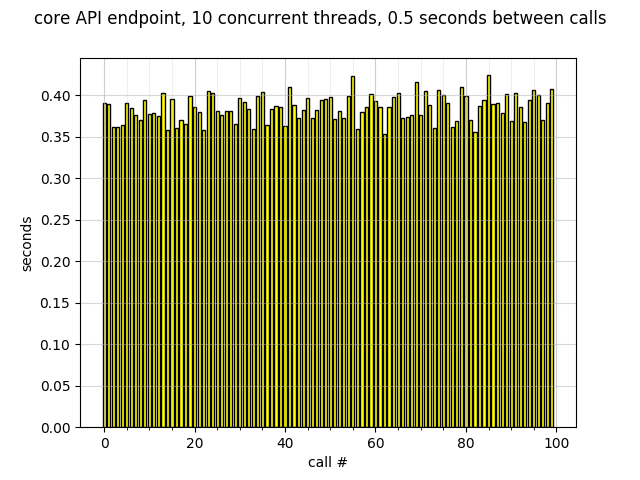 core API endpoint, 10 concurrent threads, 0.5 seconds between calls
0.40
0.35
0.30
0.25
0.20
0.15
0.10
0.05
0.00
seconds
0 20 40 60 80 100
call #